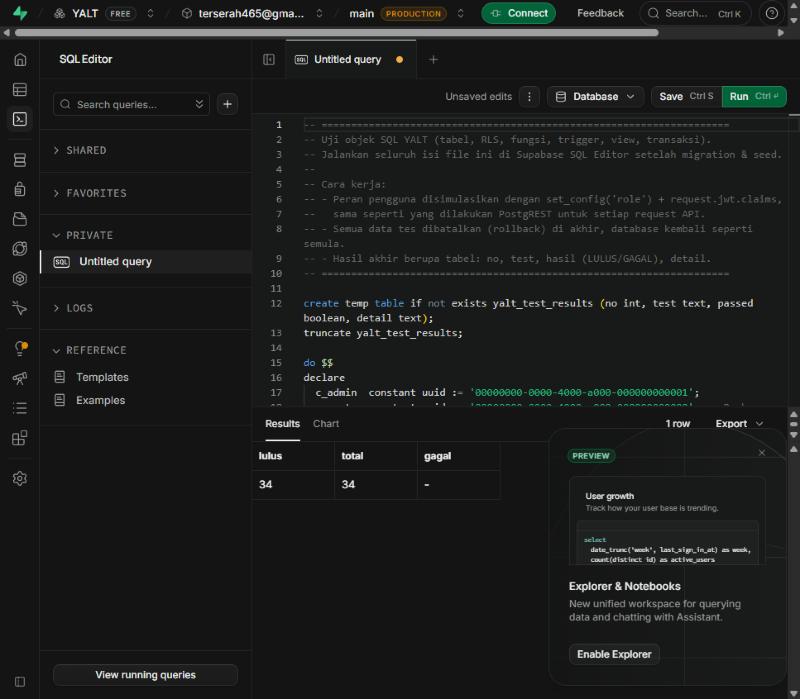 YALT FREE terserah465@gma... main PRODUCTION Connect Feedback Search... Ctrl K
SQL Editor
Search queries...
SHARED
FAVORITES
PRIVATE
SQL Untitled query
LOGS
REFERENCE
Templates
Examples
View running queries
SQL Untitled query
Unsaved edits Database Save Ctrl S Run Ctrl ↵
1 -- =====================================================================
2 -- Uji objek SQL YALT (tabel, RLS, fungsi, trigger, view, transaksi).
3 -- Jalankan seluruh isi file ini di Supabase SQL Editor setelah migration & seed.
4 --
5 -- Cara kerja:
6 -- - Peran pengguna disimulasikan dengan set_config('role') + request.jwt.claims,
7 --   sama seperti yang dilakukan PostgREST untuk setiap request API.
8 -- - Semua data tes dibatalkan (rollback) di akhir, database kembali seperti
semula.
9 -- - Hasil akhir berupa tabel: no, test, hasil (LULUS/GAGAL), detail.
10 -- =====================================================================
11
12 create temp table if not exists yalt_test_results (no int, test text, passed
boolean, detail text);
13 truncate yalt_test_results;
14
15 do $$
16 declare
17 c_admin  constant uuid := '00000000-0000-4000-a000-000000000001';
Results Chart 1 row Export
lulus total gagal
34 34 -
PREVIEW
User growth
Track how your user base is trending.
select
date_trunc('week', last_sign_in_at) as week,
count(distinct id) as active_users
Explorer & Notebooks
New unified workspace for querying
data and chatting with Assistant.
Enable Explorer